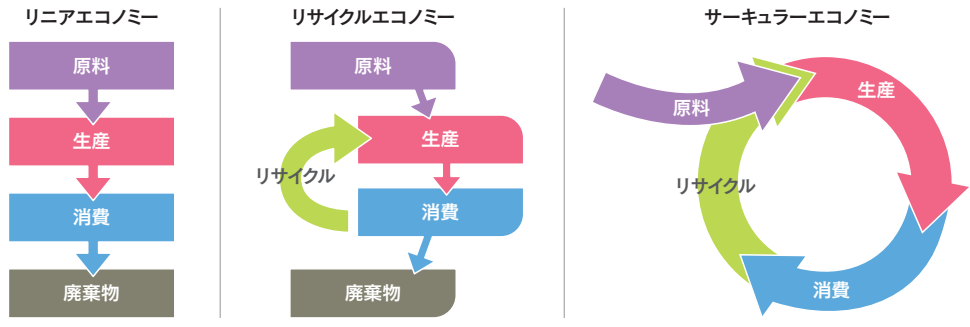 リニアエコノミー
原料
生産
消費
廃棄物
リサイクルエコノミー
原料
生産
リサイクル
消費
廃棄物
サーキュラーエコノミー
原料
生産
リサイクル
消費